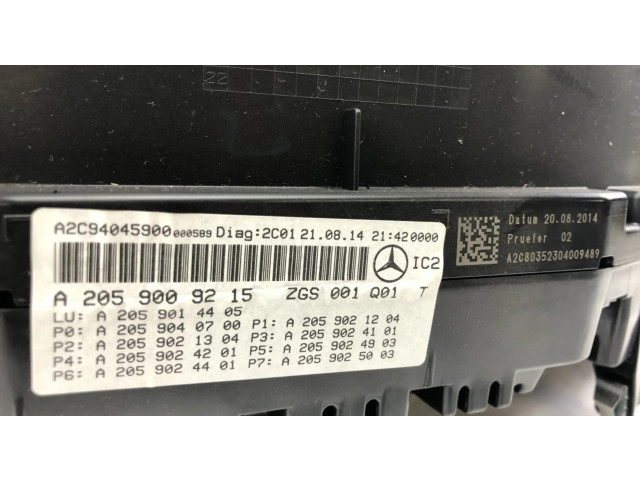 22
A2C94045900000589 Diag:2C01 21.08.14 21:420000
IC2
A 205 900 92 15 ZGS 001 Q01 T
LU: A 205 901 44 05
P0: A 205 904 07 00 P1: A 205 902 12 04
P2: A 205 902 13 04 P3: A 205 902 41 01
P4: A 205 902 42 01 P5: A 205 902 49 03
P6: A 205 902 44 01 P7: A 205 902 50 03
Datum 20.08.2014
Pruefer 02
A2C80352304009489